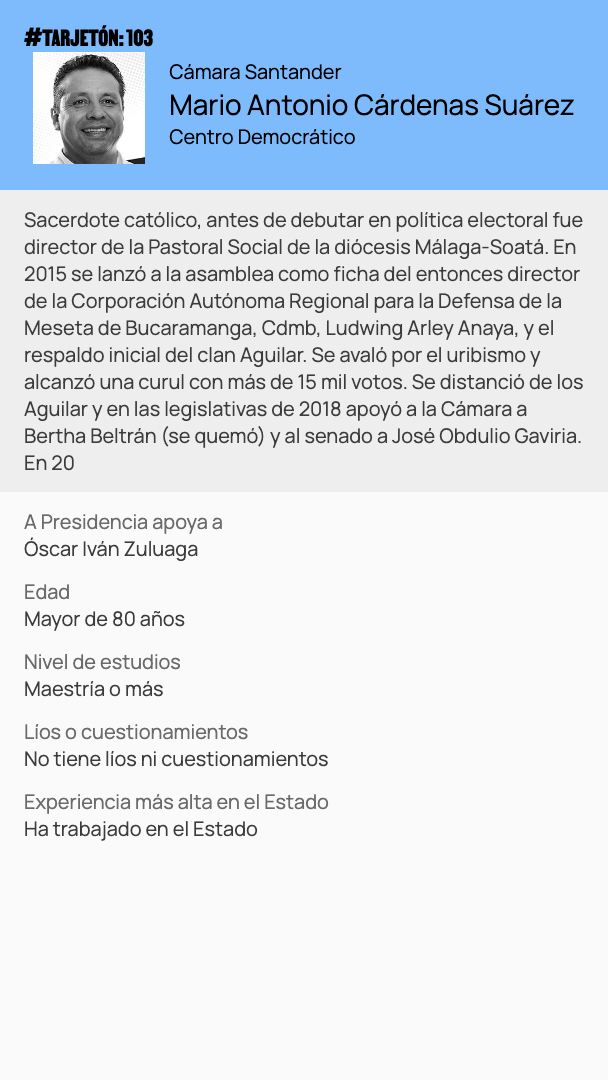 #TARJETÓN: 103
Cámara Santander
Mario Antonio Cárdenas Suárez
Centro Democrático
Sacerdote católico, antes de debutar en política electoral fue
director de la Pastoral Social de la diócesis Málaga-Soatá. En
2015 se lanzó a la asamblea como ficha del entonces director
de la Corporación Autónoma Regional para la Defensa de la
Meseta de Bucaramanga, Cdmb, Ludwing Arley Anaya, y el
respaldo inicial del clan Aguilar. Se avaló por el uribismo y
alcanzó una curul con más de 15 mil votos. Se distanció de los
Aguilar y en las legislativas de 2018 apoyó a la Cámara a
Bertha Beltrán (se quemó) y al senado a José Obdulio Gaviria.
En 20
A Presidencia apoya a
Óscar Iván Zuluaga
Edad
Mayor de 80 años
Nivel de estudios
Maestría o más
Líos o cuestionamientos
No tiene líos ni cuestionamientos
Experiencia más alta en el Estado
Ha trabajado en el Estado